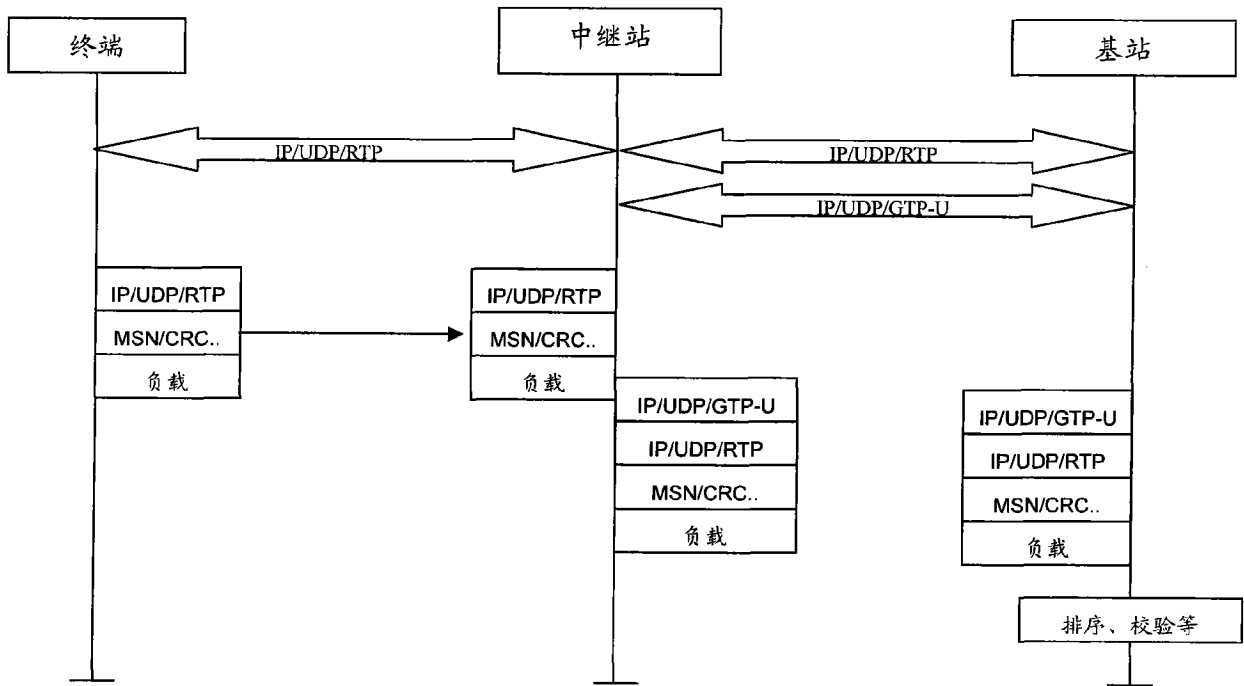 终端
中继站
基站
IP/UDP/RTP
IP/UDP/RTP
IP/UDP/GTP-U
IP/UDP/RTP
MSN/CRC..
负载
IP/UDP/RTP
MSN/CRC..
负载
IP/UDP/GTP-U
IP/UDP/RTP
MSN/CRC..
负载
IP/UDP/GTP-U
IP/UDP/RTP
MSN/CRC..
负载
排序、校验等